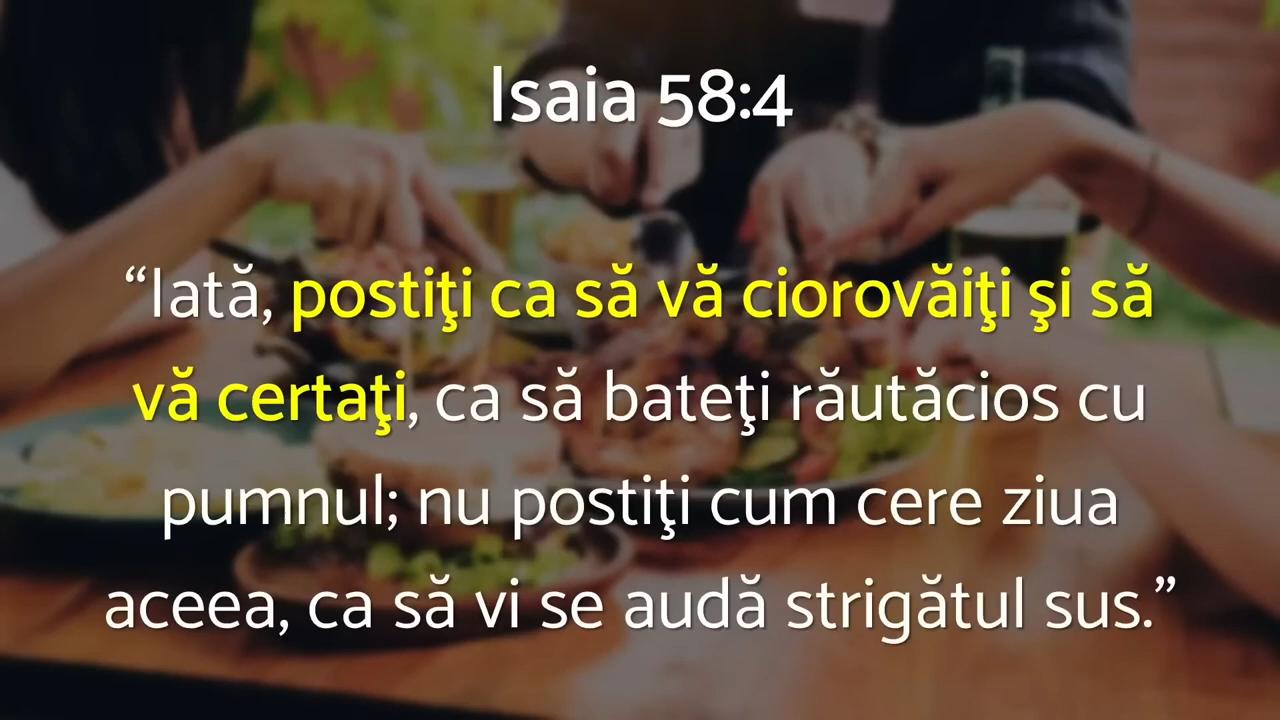 Isaia 58:4
“Iată, postiţi ca să vă ciorovăiţi şi să
vă certaţi, ca să bateţi răutăcios cu
pumnul; nu postiţi cum cere ziua
aceea, ca să vi se audă strigătul sus.”